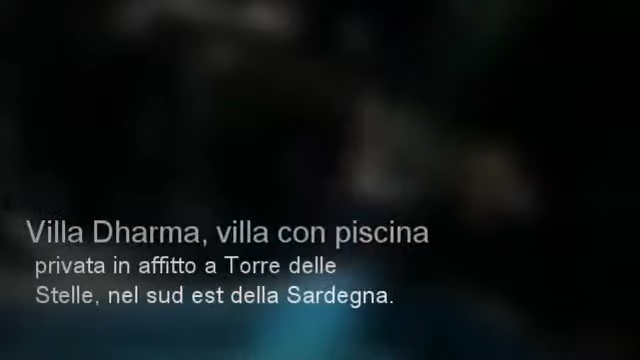 Villa Dharma, villa con piscina
privata in affitto a Torre delle
Stelle, nel sud est della Sardegna.